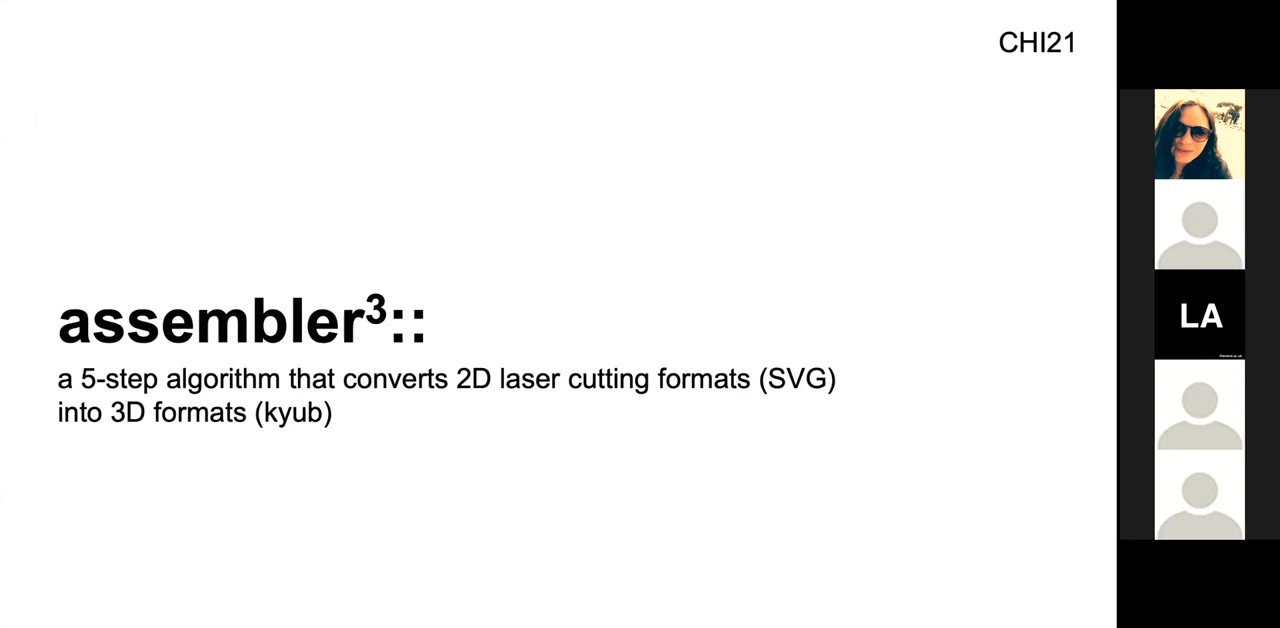 CHI21
assembler³::
a 5-step algorithm that converts 2D laser cutting formats (SVG)
into 3D formats (kyub)
LA